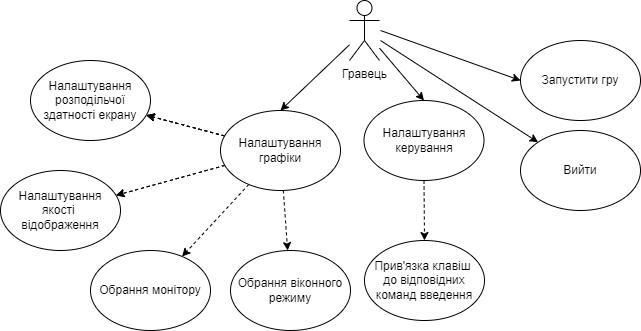 Гравець
Запустити гру
Налаштування
розподільчої
здатності екрану
Налаштування
графіки
Налаштування
керування
Вийти
Налаштування
якості
відображення
Обрання монітору
Обрання віконного
режиму
Прив'язка клавіш
до відповідних
команд введення